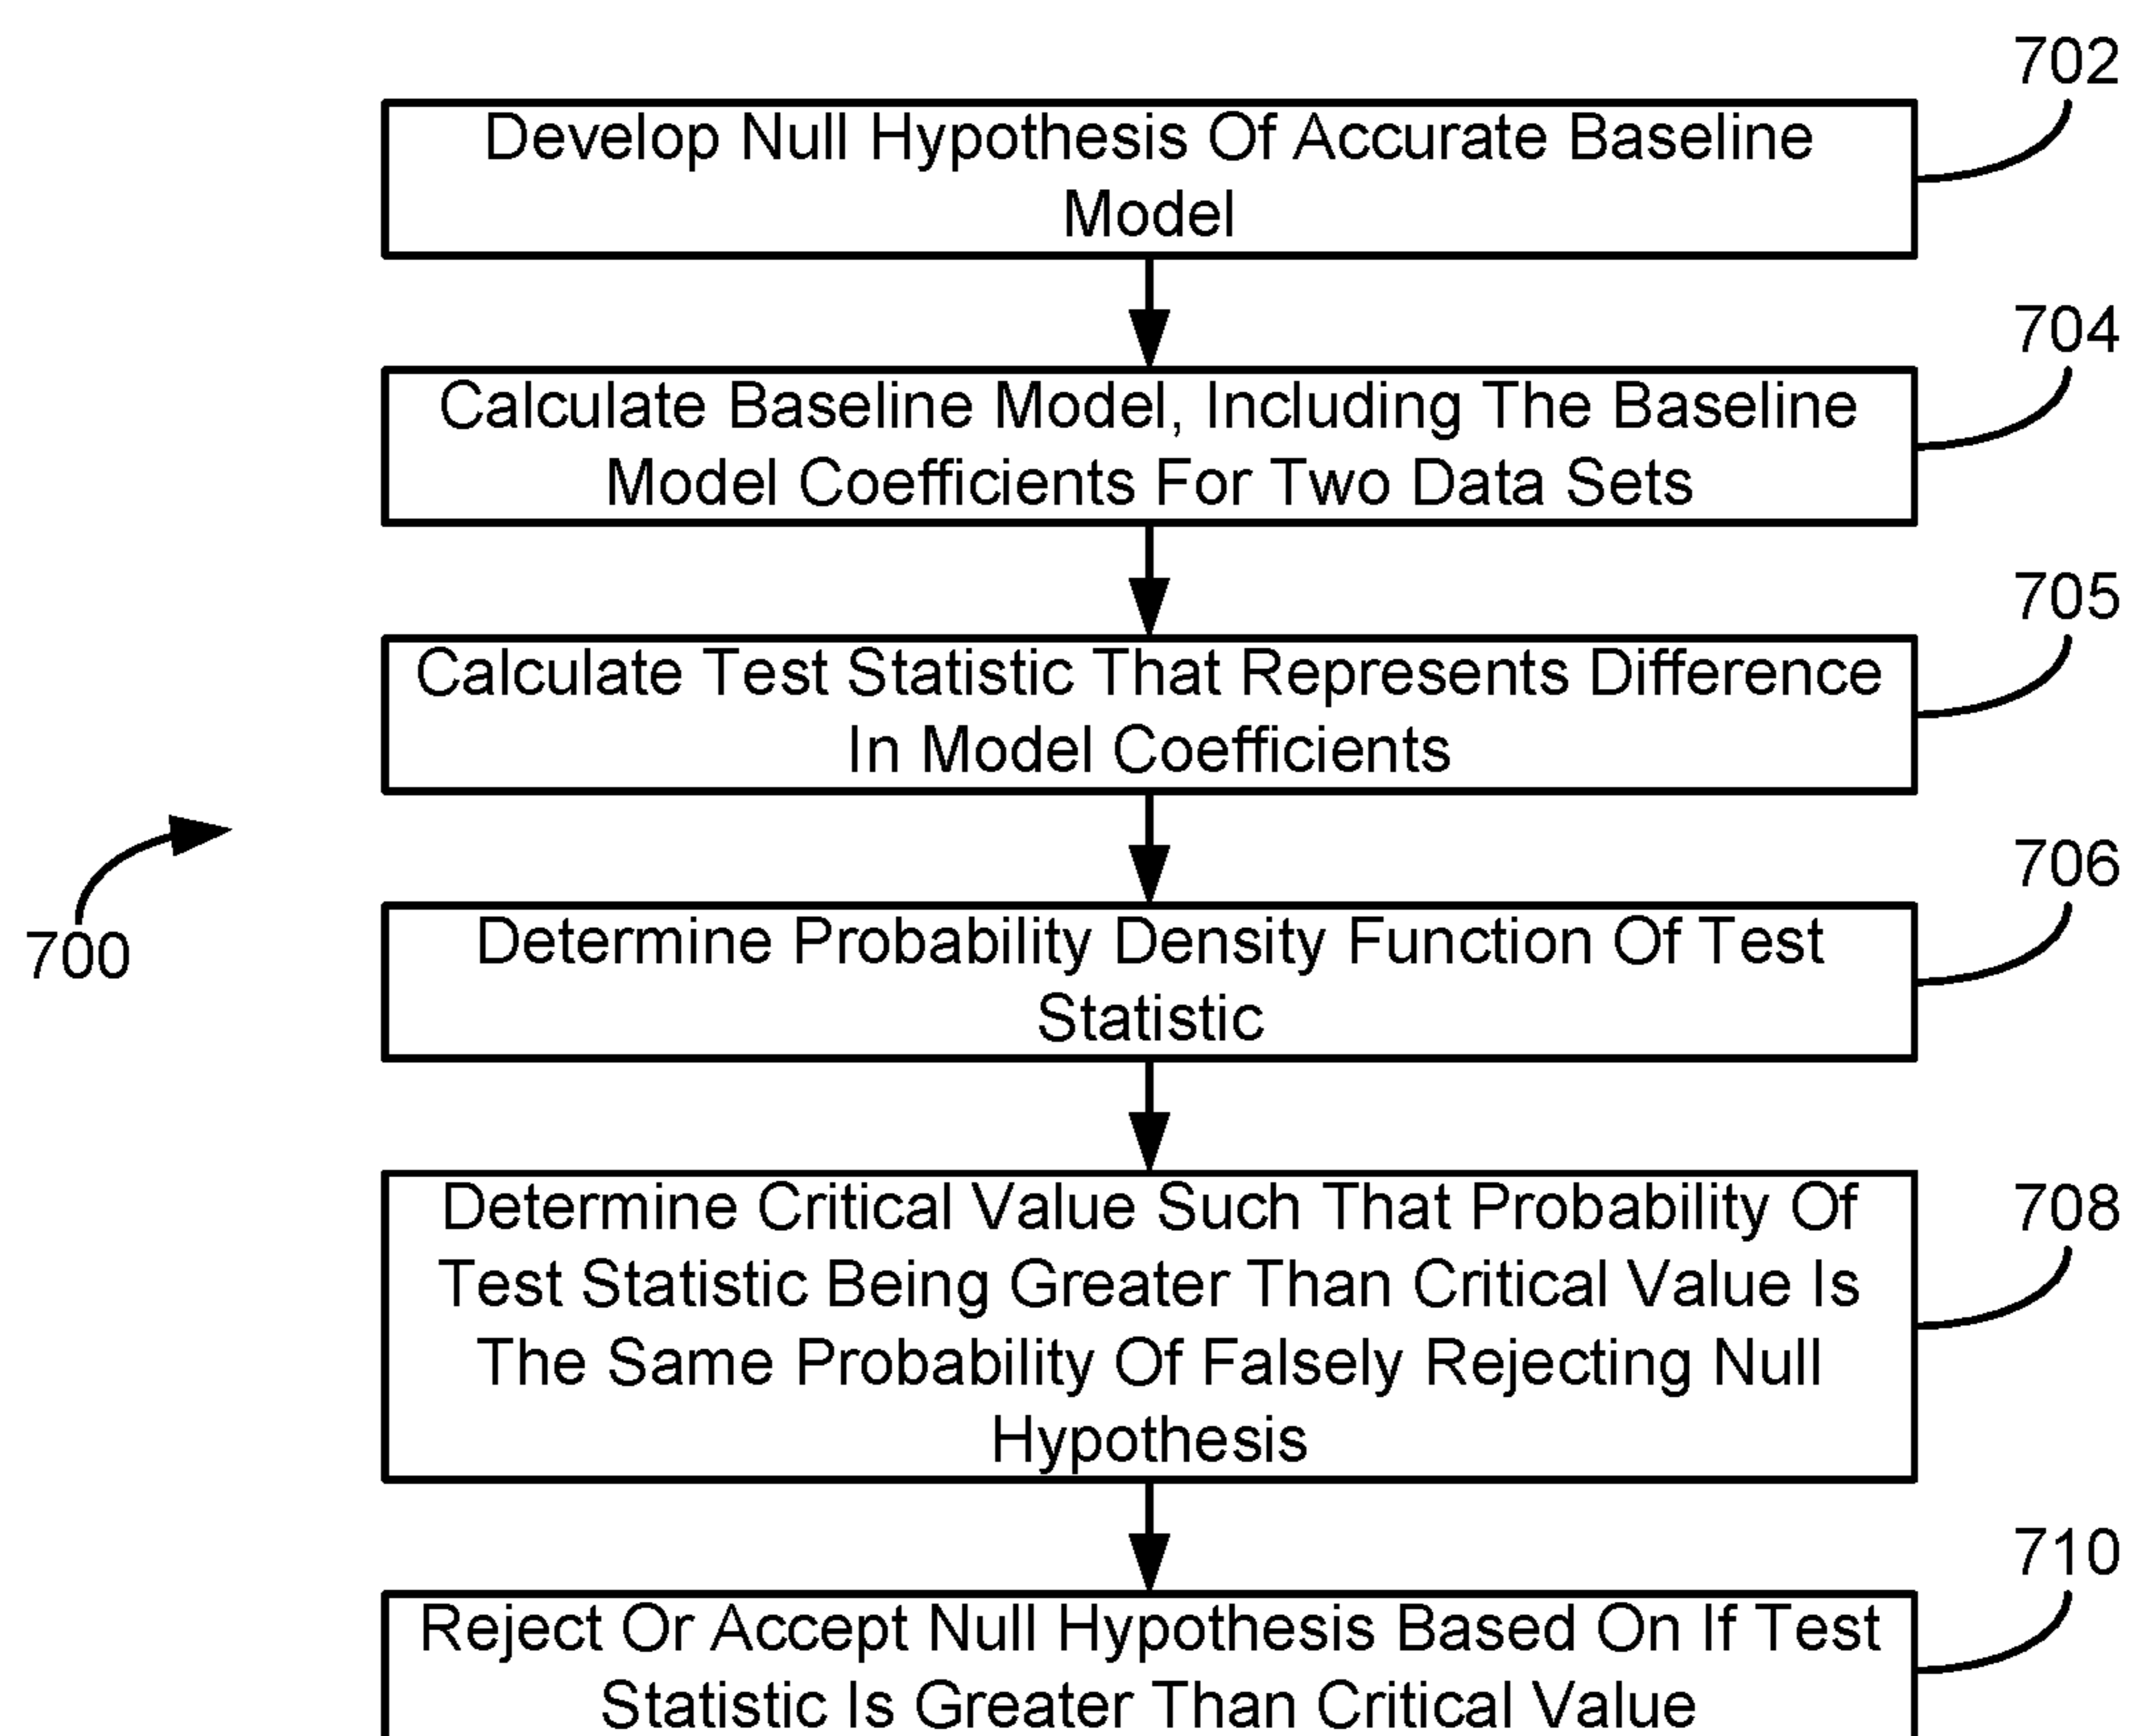 702
Develop Null Hypothesis Of Accurate Baseline
Model
704
Calculate Baseline Model, Including The Baseline
Model Coefficients For Two Data Sets
705
Calculate Test Statistic That Represents Difference
In Model Coefficients
700
706
Determine Probability Density Function Of Test
Statistic
708
Determine Critical Value Such That Probability Of
Test Statistic Being Greater Than Critical Value Is
The Same Probability Of Falsely Rejecting Null
Hypothesis
710
Reject Or Accept Null Hypothesis Based On If Test
Statistic Is Greater Than Critical Value